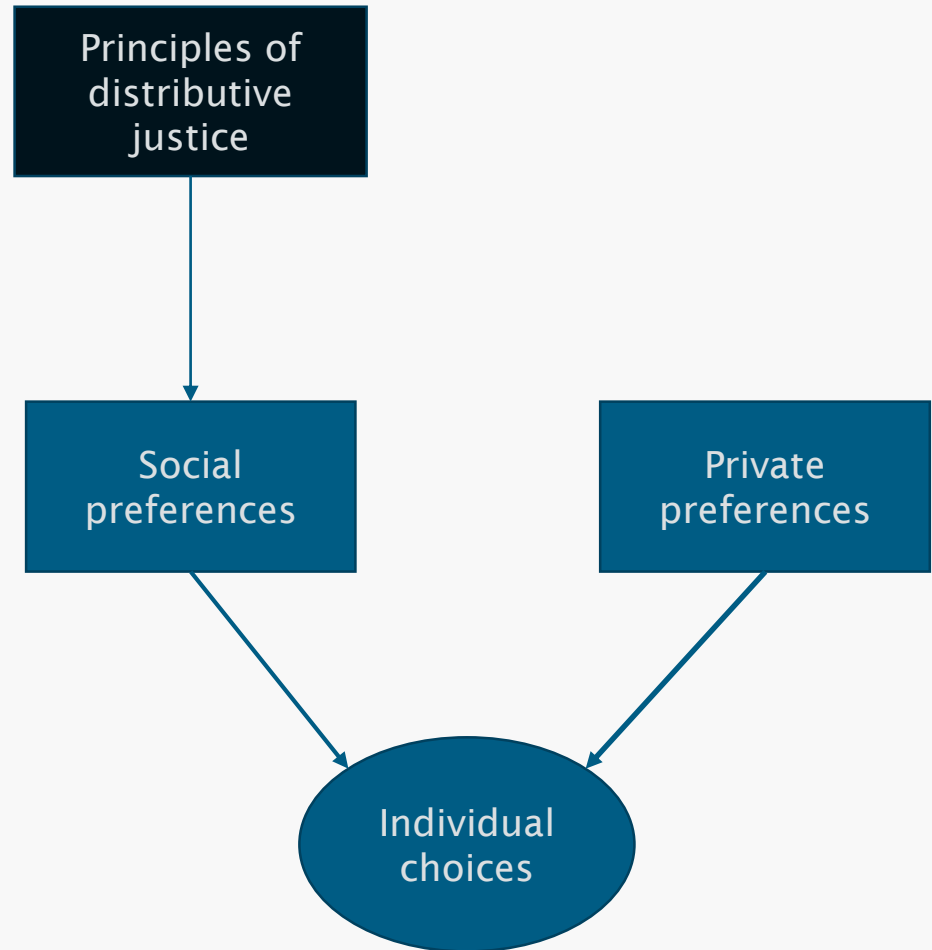 Principles of
distributive
justice
Social
preferences
Private
preferences
Individual
choices